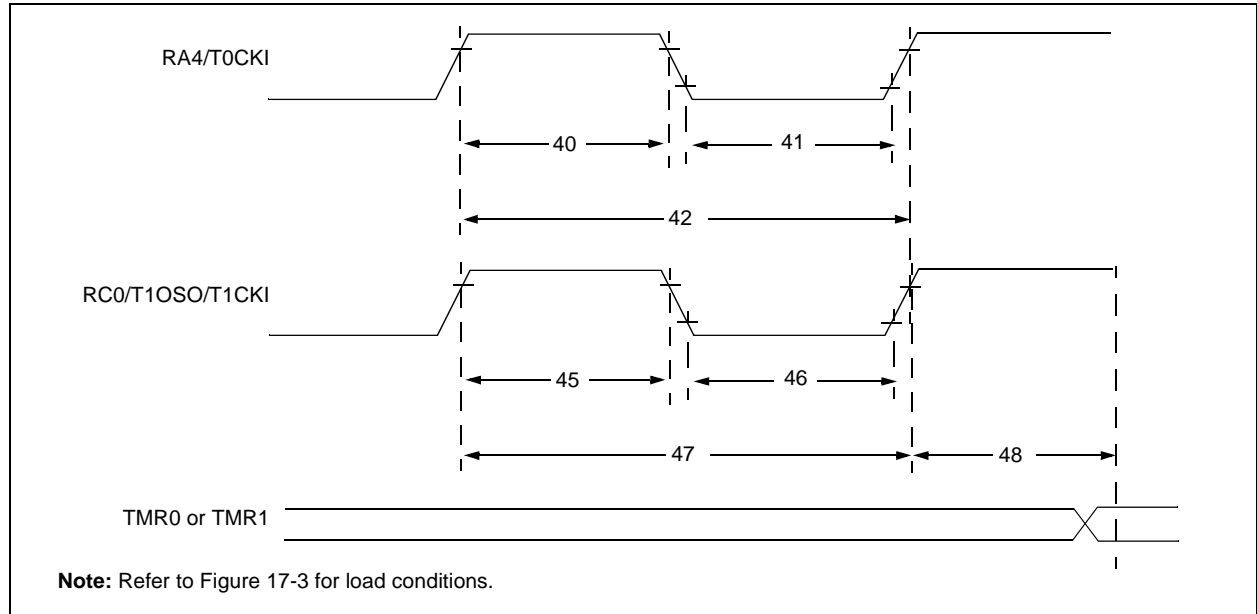 RA4/T0CKI
40
41
42
RC0/T1OSO/T1CKI
45
46
47
48
TMR0 or TMR1
Note: Refer to Figure 17-3 for load conditions.